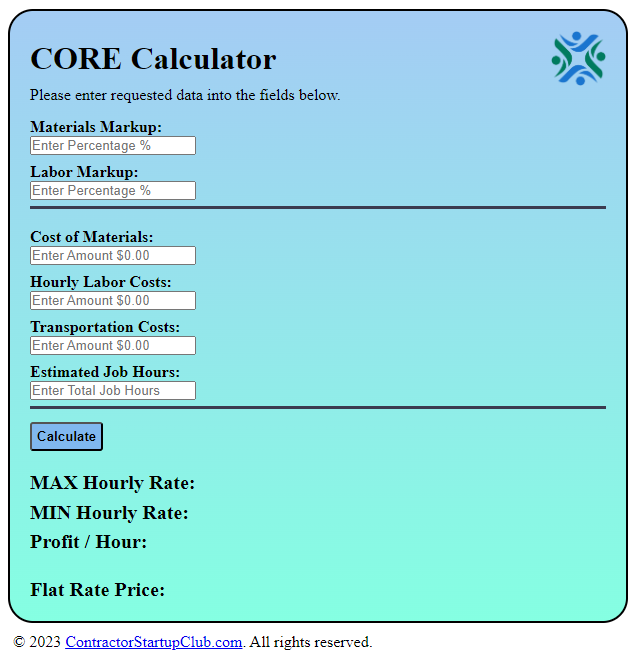 CORE Calculator
Please enter requested data into the fields below.
Materials Markup:
Enter Percentage %
Labor Markup:
Enter Percentage %
Cost of Materials:
Enter Amount $0.00
Hourly Labor Costs:
Enter Amount $0.00
Transportation Costs:
Enter Amount $0.00
Estimated Job Hours:
Enter Total Job Hours
Calculate
MAX Hourly Rate:
MIN Hourly Rate:
Profit / Hour:
Flat Rate Price:
© 2023 ContractorStartupClub.com. All rights reserved.